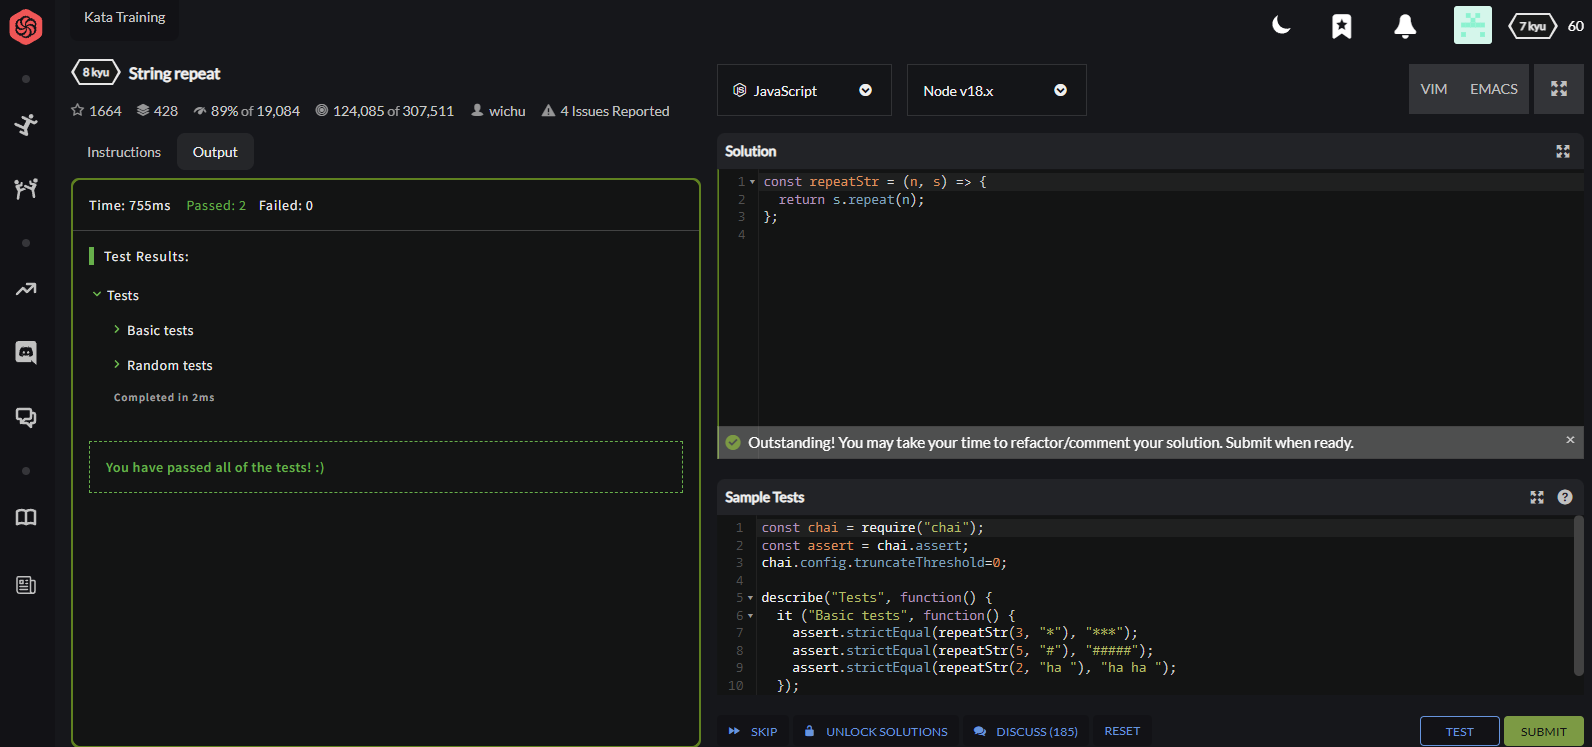 Kata Training
7 kyu
60
8 kyu
String repeat
1664 428 89% of 19,084 124,085 of 307,511 wichu 4 Issues Reported
Instructions
Output
Time: 755ms Passed: 2 Failed: 0
Test Results:
Tests
Basic tests
Random tests
Completed in 2ms
You have passed all of the tests! :)
JavaScript
Node v18.x
VIM
EMACS
Solution
1 const repeatStr = (n, s) => {
2 return s.repeat(n);
3 };
4
Outstanding! You may take your time to refactor/comment your solution. Submit when ready.
×
Sample Tests
?
1 const chai = require("chai");
2 const assert = chai.assert;
3 chai.config.truncateThreshold=0;
4
5 describe("Tests", function() {
6 it ("Basic tests", function() {
7 assert.strictEqual(repeatStr(3, "*"), "***");
8 assert.strictEqual(repeatStr(5, "#"), "#####");
9 assert.strictEqual(repeatStr(2, "ha "), "ha ha ");
10 });
SKIP
UNLOCK SOLUTIONS
DISCUSS (185)
RESET
TEST
SUBMIT